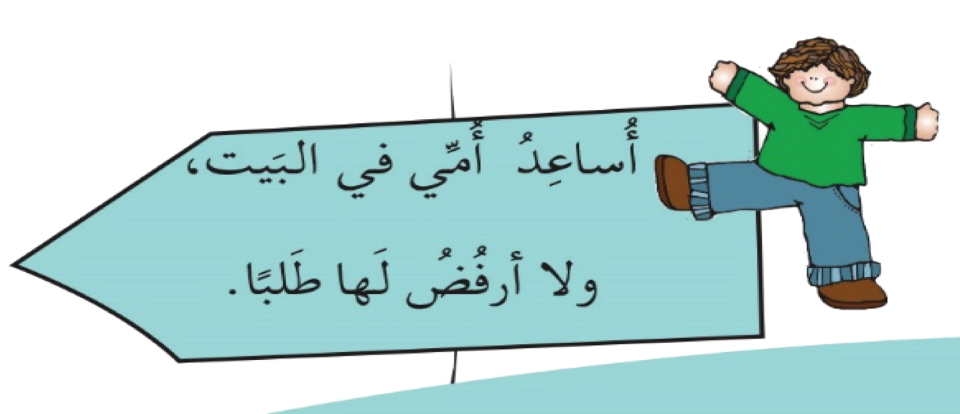 أُساعِدُ أُمِّي في البَيت،
ولا أرفُضُ لَها طَلبًا.